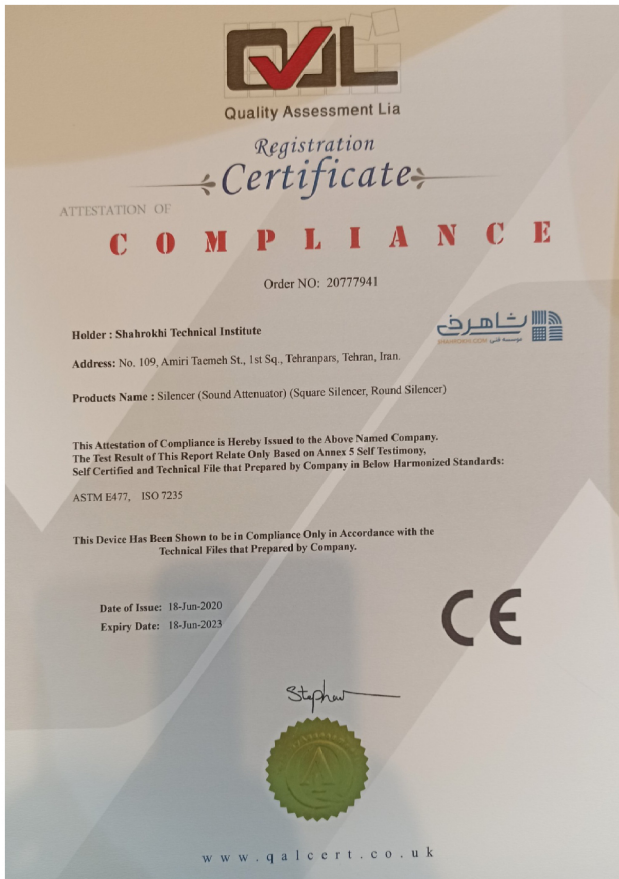 QAL
Quality Assessment Lia
Registration
Certificate
ATTESTATION OF
COMPLIANCE
Order NO: 20777941
شاهرخی
موسسه فنی SHAHROKHI.COM
Holder : Shahrokhi Technical Institute
Address: No. 109, Amiri Taemeh St., 1st Sq., Tehranpars, Tehran, Iran.
Products Name : Silencer (Sound Attenuator) (Square Silencer, Round Silencer)
This Attestation of Compliance is Hereby Issued to the Above Named Company.
The Test Result of This Report Relate Only Based on Annex 5 Self Testimony,
Self Certified and Technical File that Prepared by Company in Below Harmonized Standards:
ASTM E477, ISO 7235
This Device Has Been Shown to be in Compliance Only in Accordance with the
Technical Files that Prepared by Company.
Date of Issue: 18-Jun-2020
Expiry Date: 18-Jun-2023
CE
Stephan
www.qalcert.co.uk